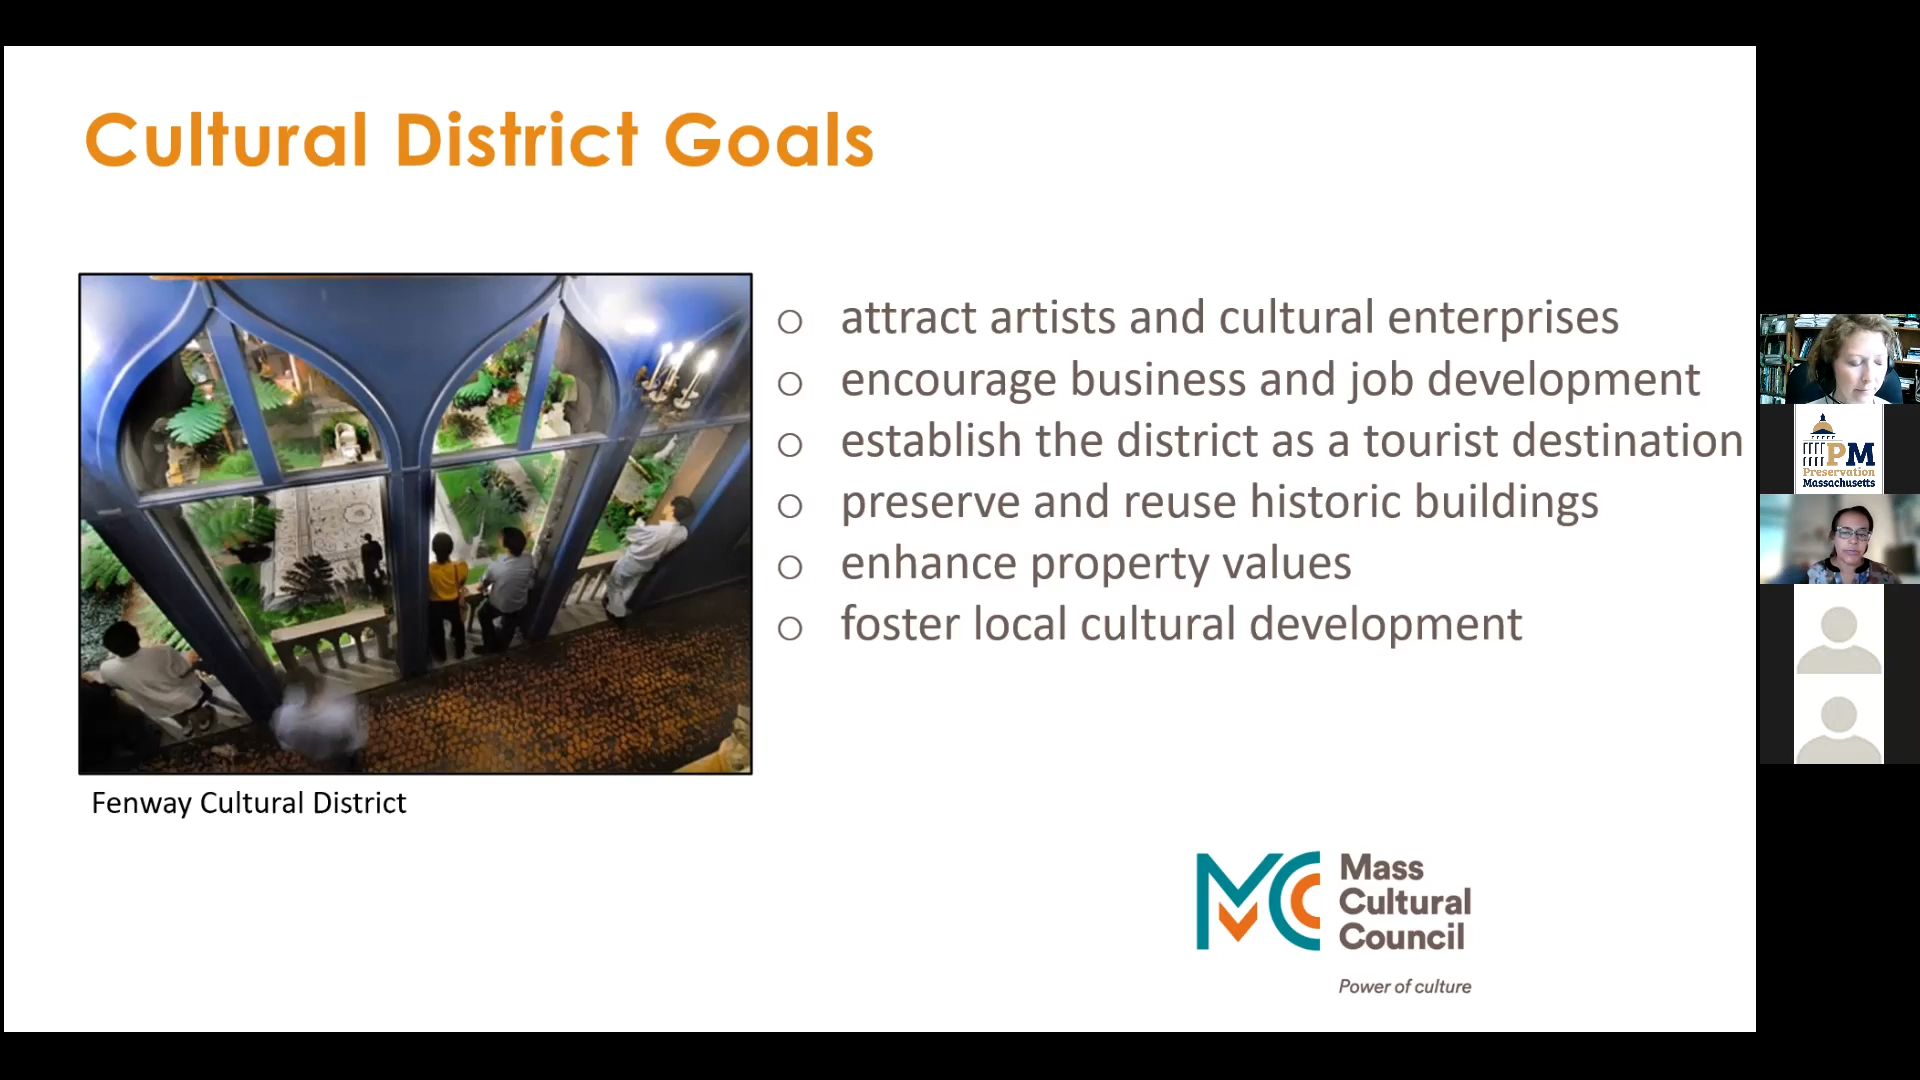 Cultural District Goals
o attract artists and cultural enterprises
o encourage business and job development
o establish the district as a tourist destination
o preserve and reuse historic buildings
o enhance property values
o foster local cultural development
Fenway Cultural District
MCC
Mass
Cultural
Council
Power of culture
PM
Preservation
Massachusetts